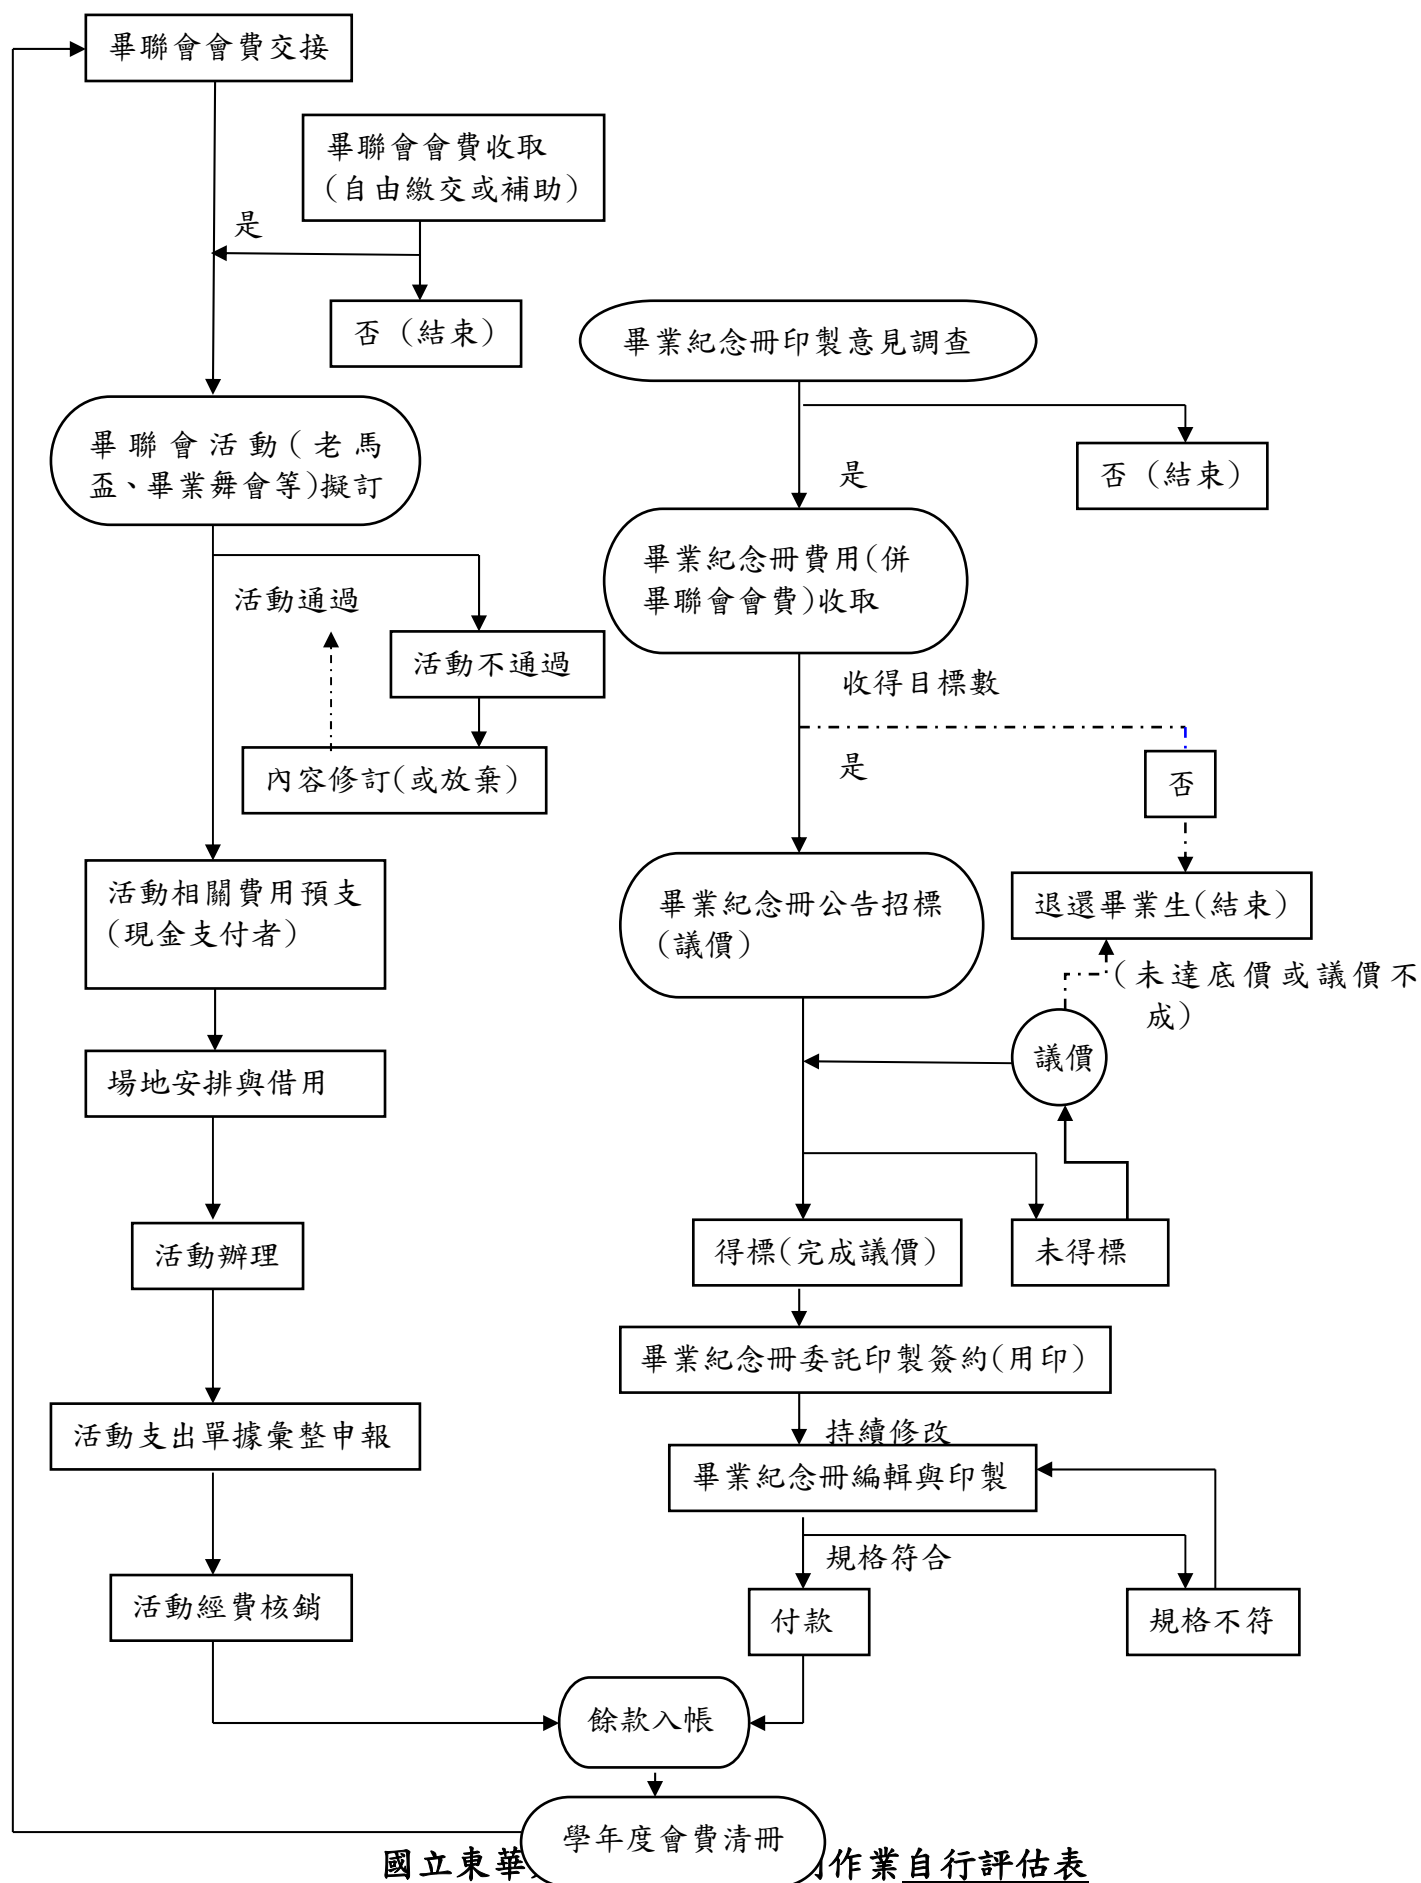 畢聯會會費交接
畢聯會會費收取
(自由繳交或補助)
是
否（結束）
畢業紀念冊印製意見調查
畢聯會活動(老馬
盃、畢業舞會等)擬訂
是
否（結束）
畢業紀念冊費用(併
畢聯會會費)收取
活動通過
活動不通過
收得目標數
內容修訂(或放棄)
是
否
活動相關費用預支
(現金支付者)
畢業紀念冊公告招標
(議價)
退還畢業生(結束)
(未達底價或議價不
成)
議價
場地安排與借用
活動辦理
得標(完成議價)
未得標
畢業紀念冊委託印製簽約(用印)
活動支出單據彙整申報
持續修改
畢業紀念冊編輯與印製
規格符合
活動經費核銷
付款
規格不符
餘款入帳
學年度會費清冊
國立東華
作業自行評估表